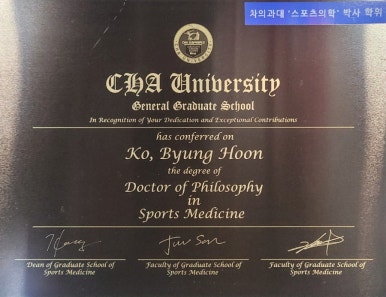 차의과대 '스포츠의학' 박사 학위
CHA University
General Graduate School
In Recognition of Your Dedication and Exceptional Contributions
has conferred on
Ko, Byung Hoon
the degree of
Doctor of Philosophy
in
Sports Medicine
Dean of Graduate School of Sports Medicine
Faculty of Graduate School of Sports Medicine
Faculty of Graduate School of Sports Medicine